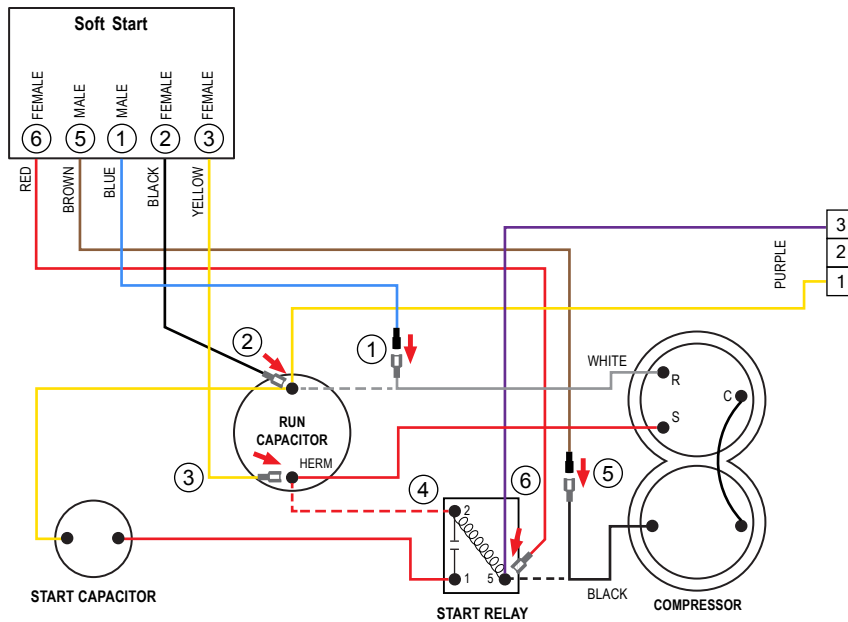 Soft Start
FEMALE
MALE
MALE
FEMALE
FEMALE
6
5
1
2
3
RED
BROWN
BLUE
BLACK
YELLOW
3
2
1
PURPLE
2
1
WHITE
R
C
S
RUN
CAPACITOR
HERM
3
4
6
5
2
1
5
START CAPACITOR
START RELAY
BLACK
COMPRESSOR